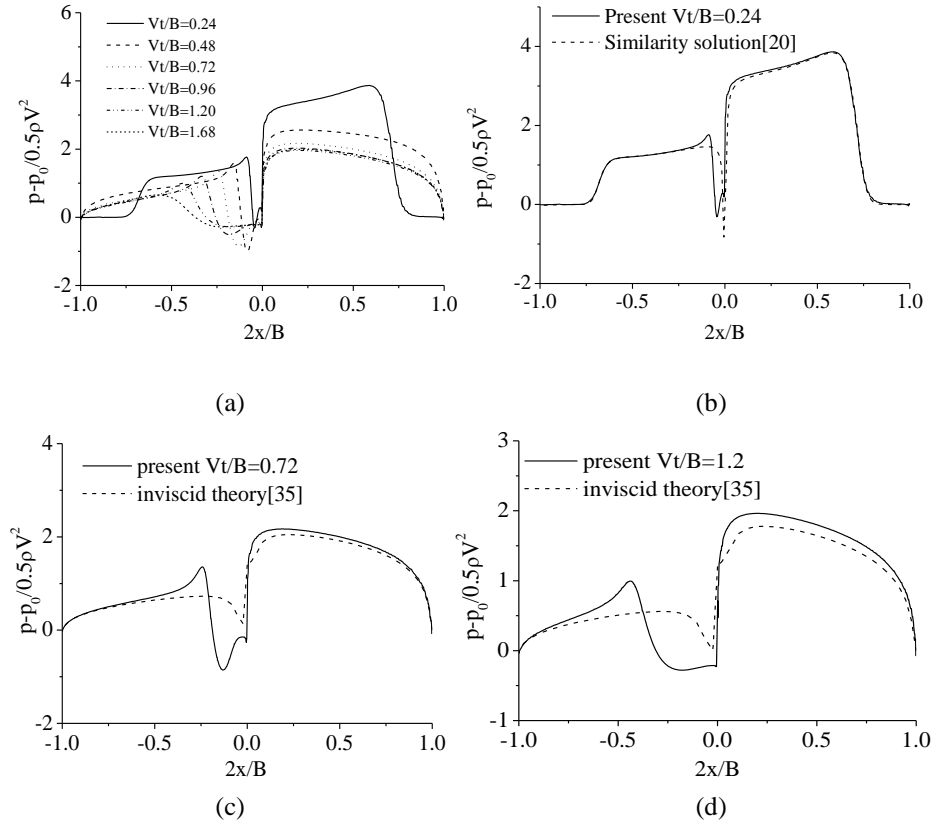 Vt/B=0.24
Vt/B=0.48
Vt/B=0.72
Vt/B=0.96
Vt/B=1.20
Vt/B=1.68
p-p₀/0.5ρV²
4
2
0
-2
-1.0 -0.5 0.0 0.5 1.0
2x/B
(a)
Present Vt/B=0.24
Similarity solution[20]
p-p₀/0.5ρV²
4
2
0
-2
-1.0 -0.5 0.0 0.5 1.0
2x/B
(b)
present Vt/B=0.72
inviscid theory[35]
p-p₀/0.5ρV²
4
2
0
-2
-1.0 -0.5 0.0 0.5 1.0
2x/B
(c)
present Vt/B=1.2
inviscid theory[35]
p-p₀/0.5ρV²
3
2
1
0
-1
-1.0 -0.5 0.0 0.5 1.0
2x/B
(d)